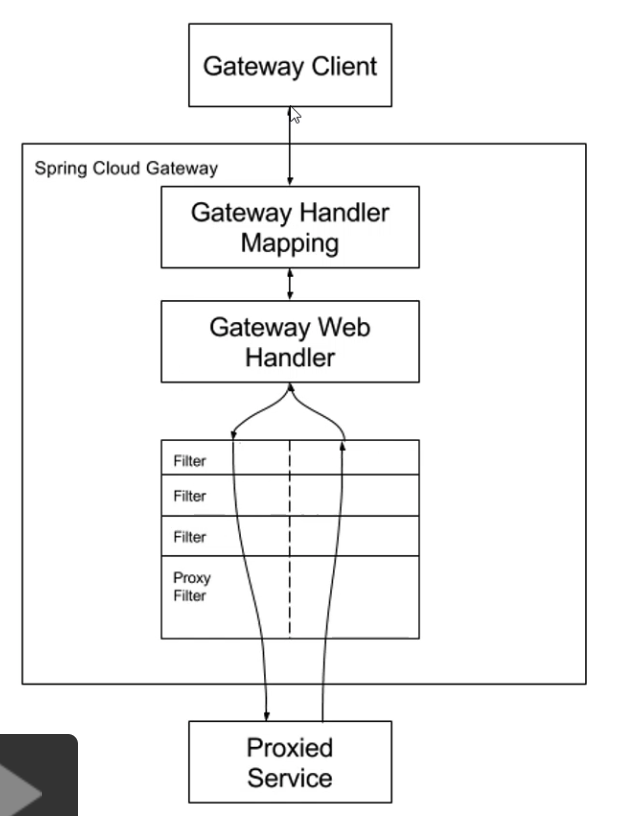 Gateway Client
Spring Cloud Gateway
Gateway Handler
Mapping
Gateway Web
Handler
Filter
Filter
Filter
Proxy
Filter
Proxied
Service